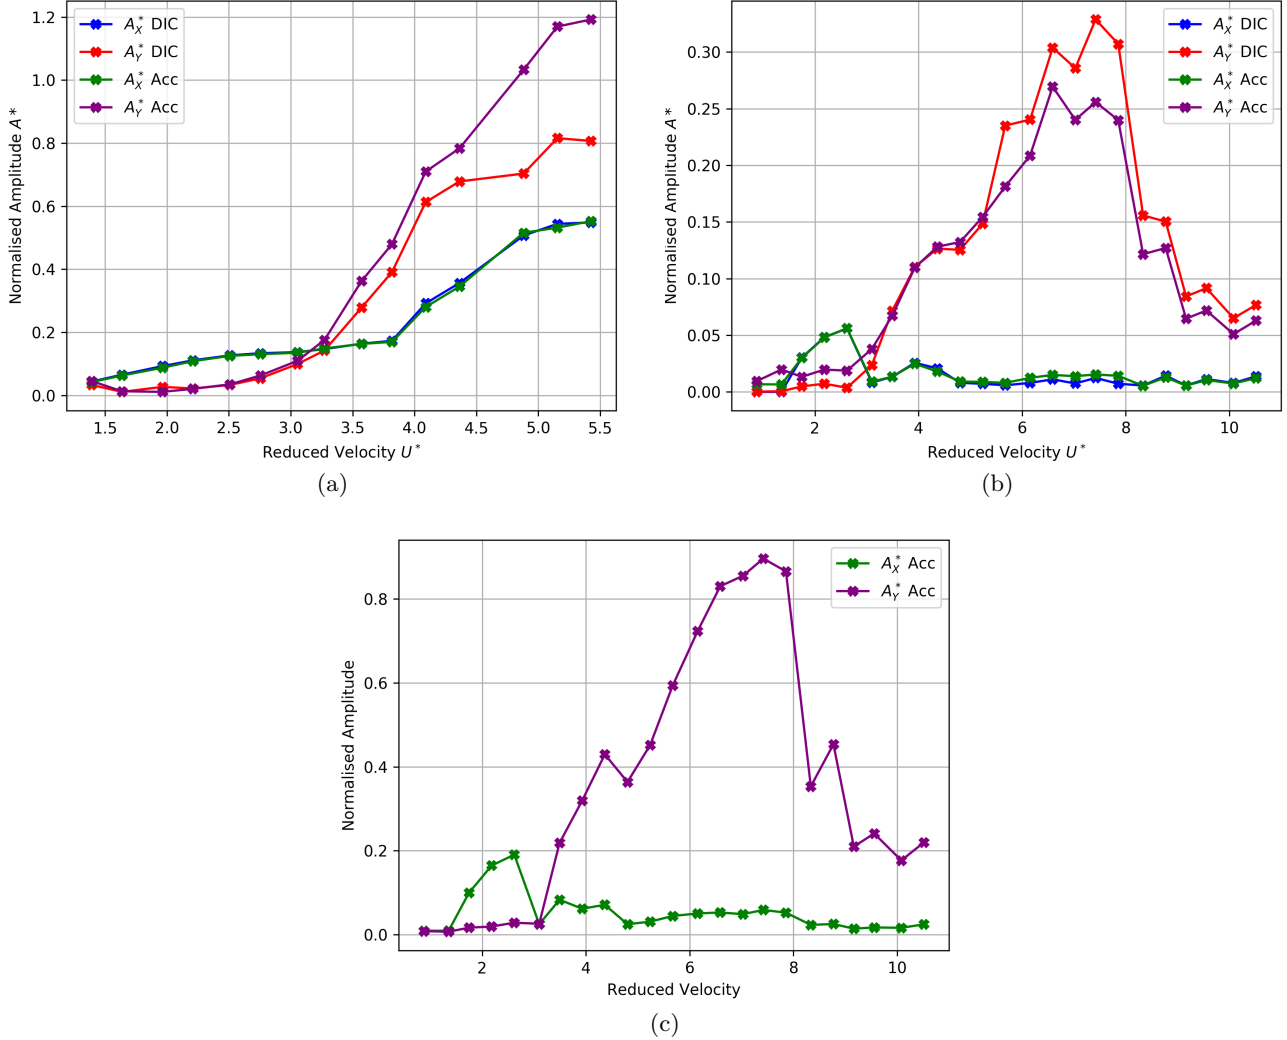 1.2
1.0
0.8
0.6
0.4
0.2
0.0
Normalised Amplitude A*
A*X DIC
A*Y DIC
A*X Acc
A*Y Acc
1.5 2.0 2.5 3.0 3.5 4.0 4.5 5.0 5.5
Reduced Velocity U*
(a)
0.30
0.25
0.20
0.15
0.10
0.05
0.00
Normalised Amplitude A*
A*X DIC
A*Y DIC
A*X Acc
A*Y Acc
2 4 6 8 10
Reduced Velocity U*
(b)
0.8
0.6
0.4
0.2
0.0
Normalised Amplitude
A*X Acc
A*Y Acc
2 4 6 8 10
Reduced Velocity
(c)